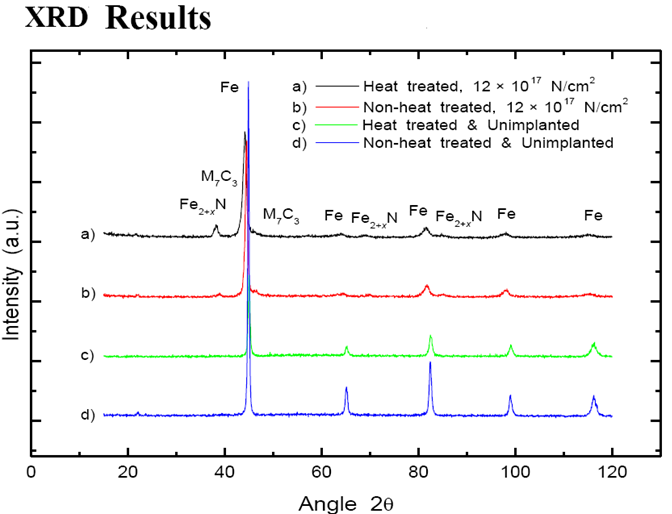 XRD Results
a) Heat treated, 12 × 10¹⁷ N/cm²
b) Non-heat treated, 12 × 10¹⁷ N/cm²
c) Heat treated & Unimplanted
d) Non-heat treated & Unimplanted
Fe
M₇C₃
Fe₂₊ₓN
M₇C₃
Fe Fe₂₊ₓN Fe Fe₂₊ₓN Fe Fe
a)
b)
c)
d)
Intensity (a.u.)
0 20 40 60 80 100 120
Angle 2θ